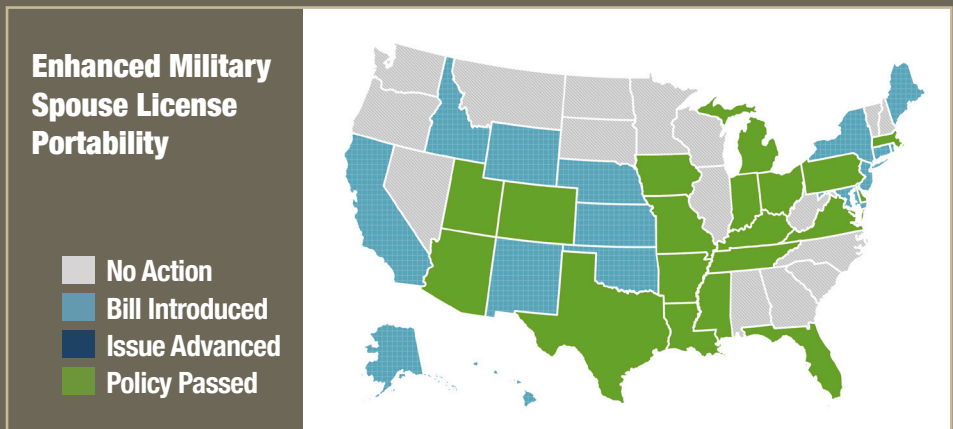 Enhanced Military
Spouse License
Portability
No Action
Bill Introduced
Issue Advanced
Policy Passed